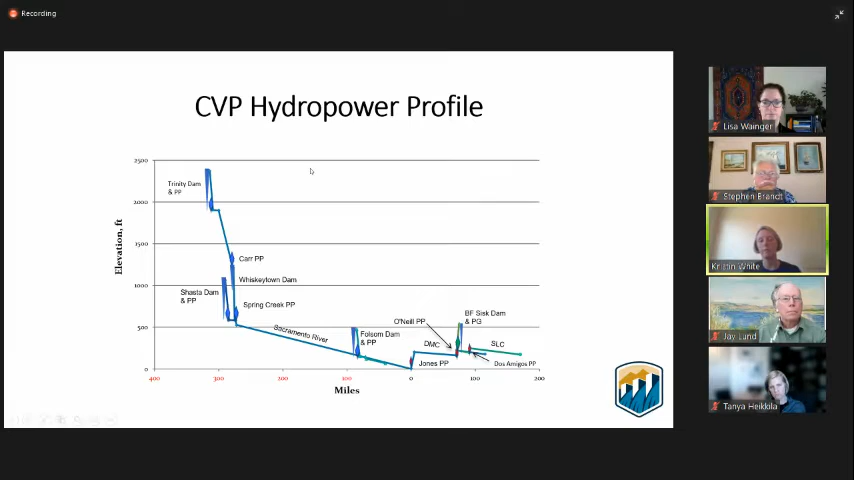 Recording
CVP Hydropower Profile
2500
2000
1500
1000
500
0
Elevation, ft
Trinity Dam
& PP
Carr PP
Whiskeytown Dam
Shasta Dam
& PP
Spring Creek PP
Sacramento River
Folsom Dam
& PP
O'Neill PP
BF Sisk Dam
& PG
DMC
SLC
Jones PP
Dos Amigos PP
400
300
200
100
0
100
200
Miles
Lisa Wainger
Stephen Brandt
Kristin White
Jay Lund
Tanya Heikkila